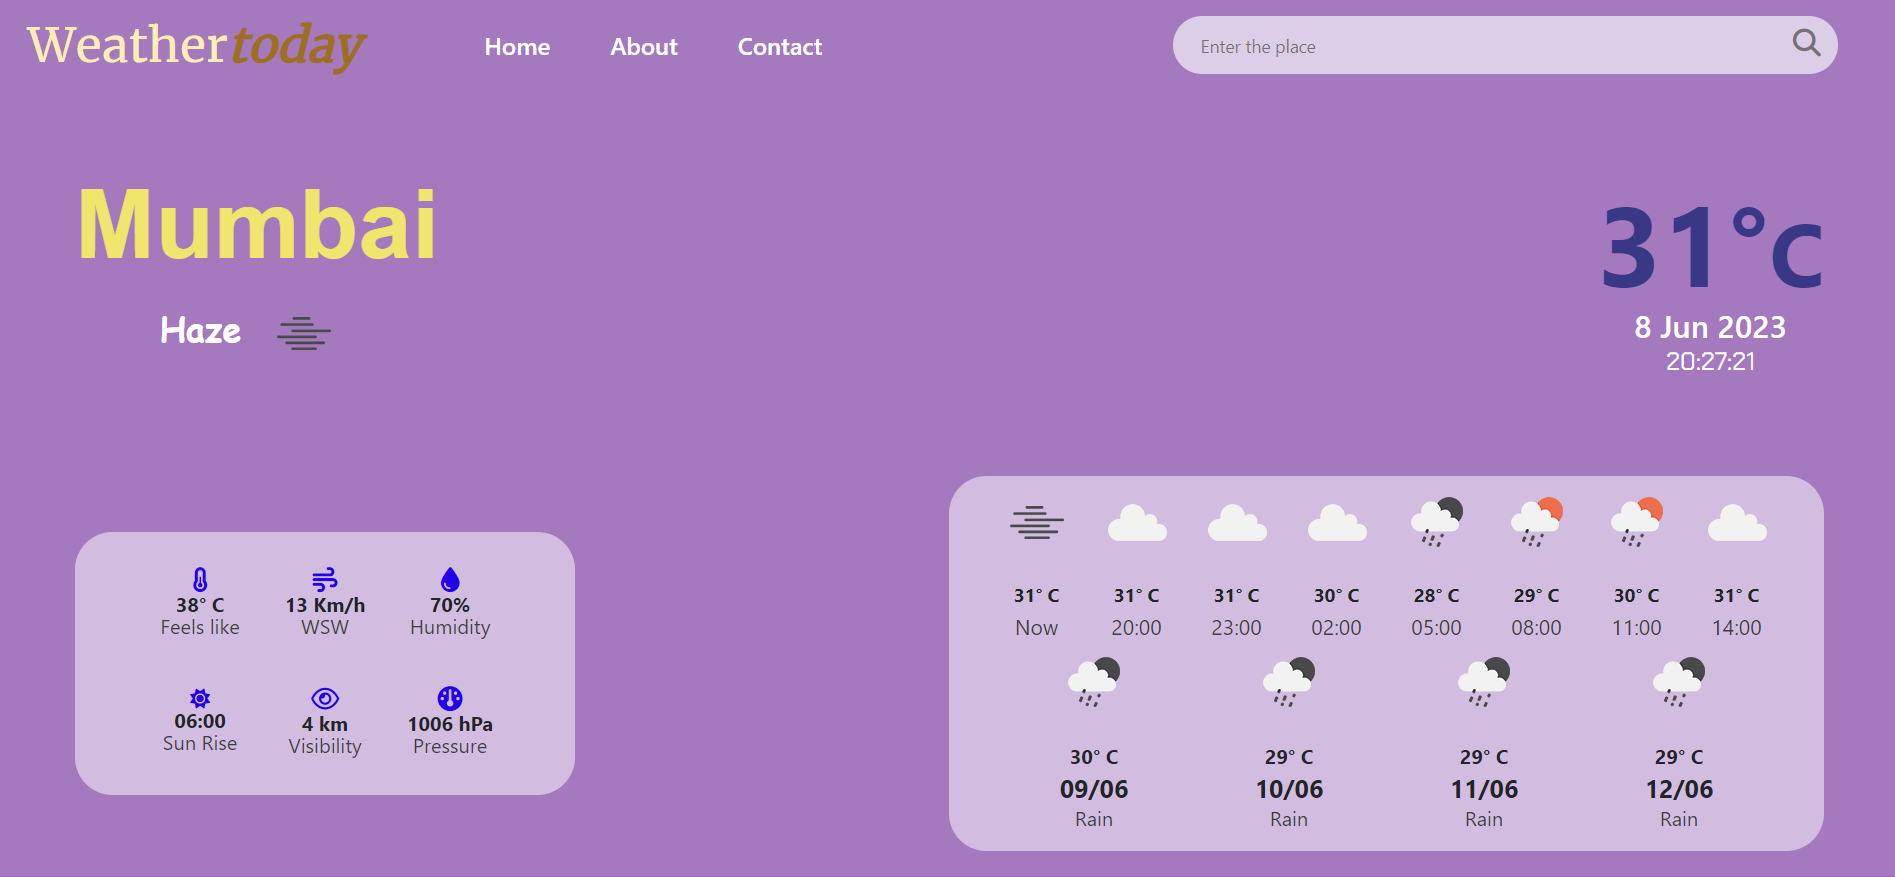 Weathertoday Home About Contact Enter the place
Mumbai
Haze
31°C
8 Jun 2023
20:27:21
38° C 13 Km/h 70%
Feels like WSW Humidity
06:00 4 km 1006 hPa
Sun Rise Visibility Pressure
31° C 31° C 31° C 30° C 28° C 29° C 30° C 31° C
Now 20:00 23:00 02:00 05:00 08:00 11:00 14:00
30° C 29° C 29° C 29° C
09/06 10/06 11/06 12/06
Rain Rain Rain Rain